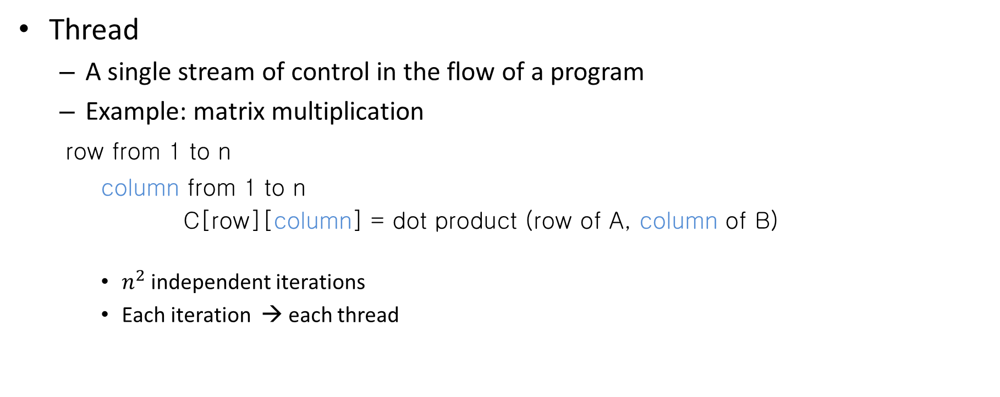 • Thread
– A single stream of control in the flow of a program
– Example: matrix multiplication
row from 1 to n
column from 1 to n
C[row][column] = dot product (row of A, column of B)
• n² independent iterations
• Each iteration → each thread